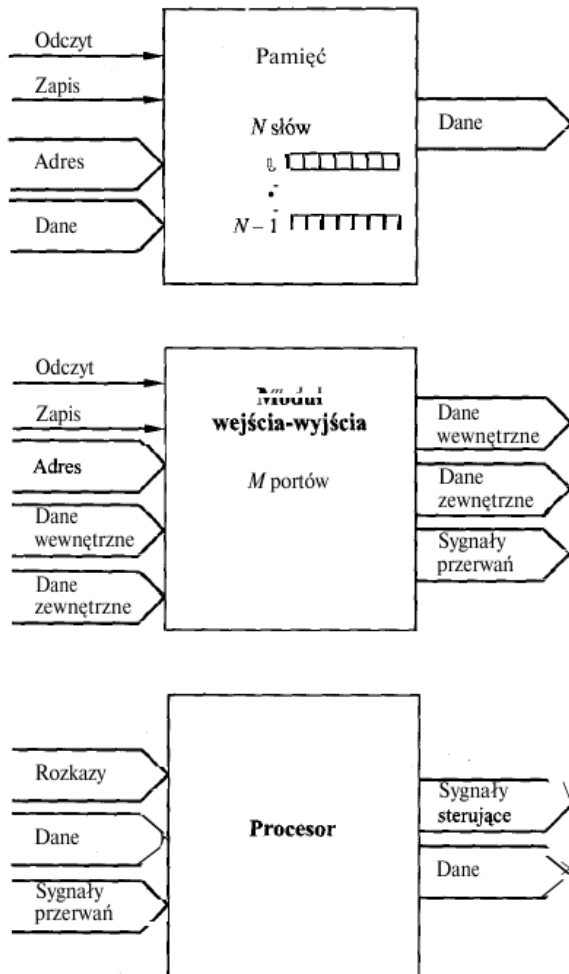 Odczyt
Zapis
Adres
Dane
Pamięć
N słów
N – 1
Dane
Odczyt
Zapis
Adres
Dane
wewnętrzne
Dane
zewnętrzne
Moduł
wejścia-wyjścia
M portów
Dane
wewnętrzne
Dane
zewnętrzne
Sygnały
przerwań
Rozkazy
Dane
Sygnały
przerwań
Procesor
Sygnały
sterujące
Dane